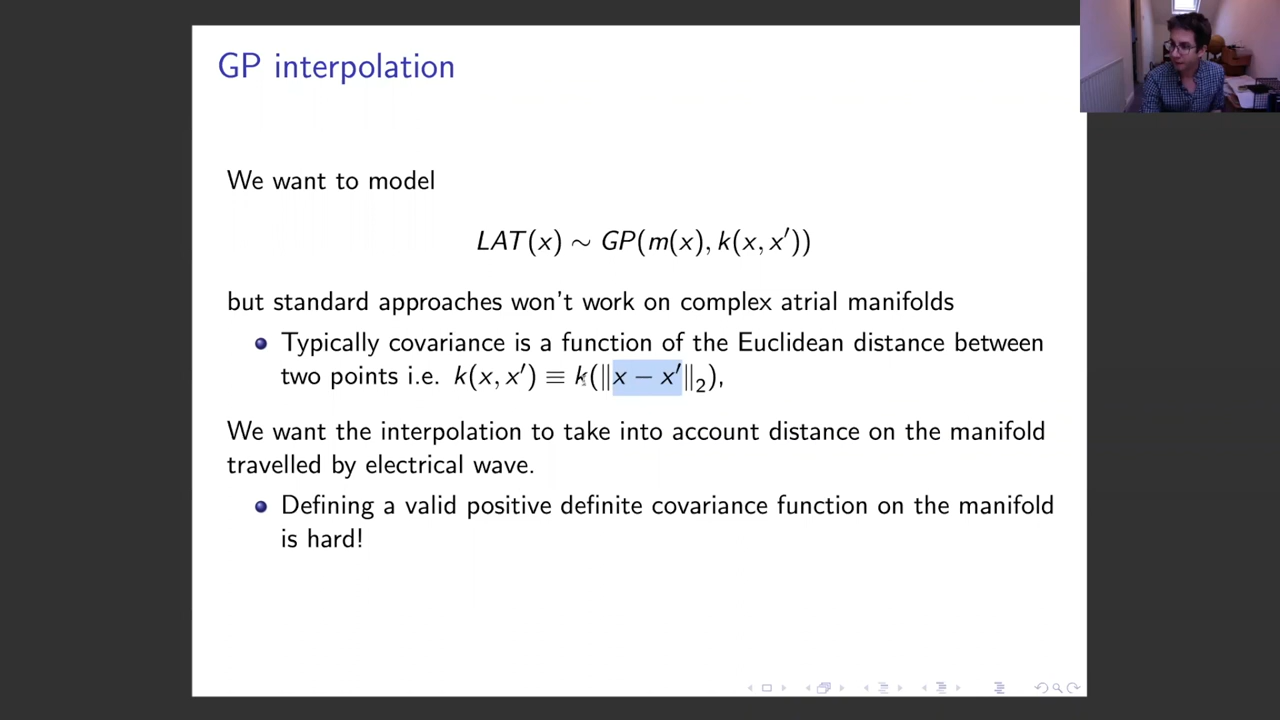 GP interpolation
We want to model
LAT(x) ∼ GP(m(x), k(x, x′))
but standard approaches won't work on complex atrial manifolds
Typically covariance is a function of the Euclidean distance between
two points i.e. k(x, x′) ≡ k(‖x − x′‖₂),
We want the interpolation to take into account distance on the manifold
travelled by electrical wave.
Defining a valid positive definite covariance function on the manifold
is hard!